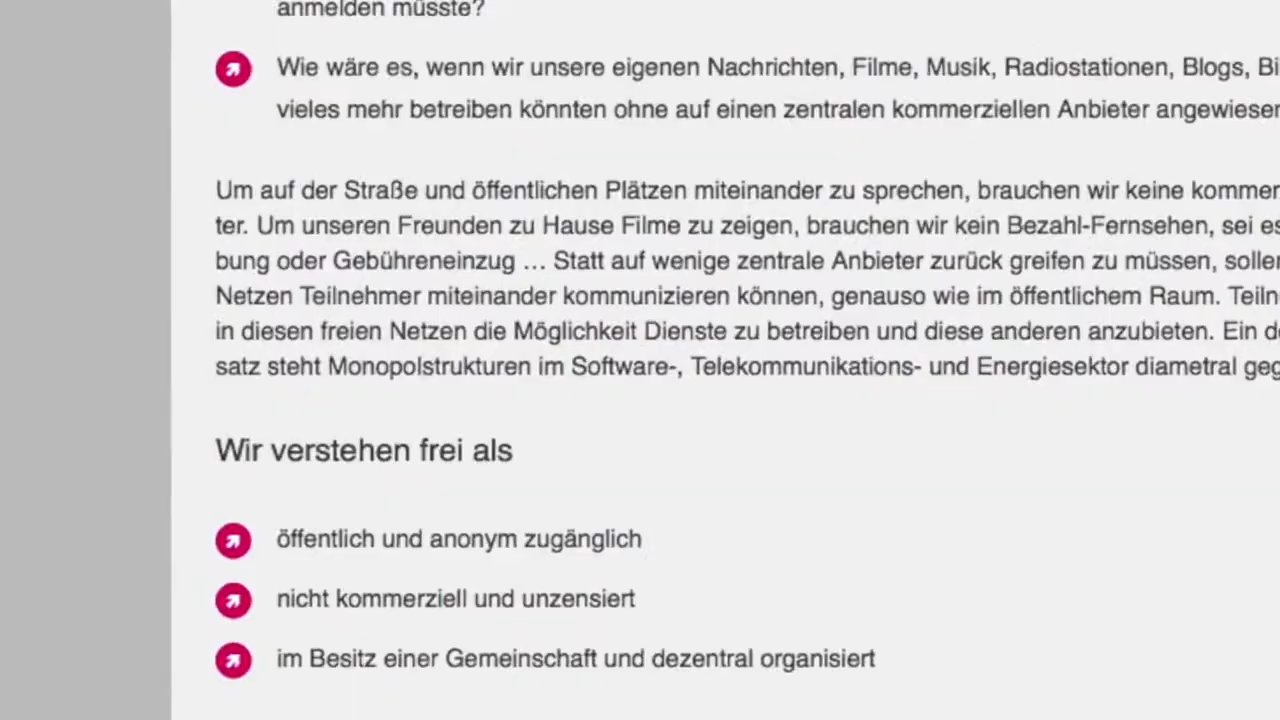 anmelden müsste?
Wie wäre es, wenn wir unsere eigenen Nachrichten, Filme, Musik, Radiostationen, Blogs,
vieles mehr betreiben könnten ohne auf einen zentralen kommerziellen Anbieter
Um auf der Straße und öffentlichen Plätzen miteinander zu sprechen, brauchen wir keine
ter. Um unseren Freunden zu Hause Filme zu zeigen, brauchen wir kein Bezahl-Fernsehen, sei es
bung oder Gebühreneinzug … Statt auf wenige zentrale Anbieter zurück greifen zu müssen,
Netzen Teilnehmer miteinander kommunizieren können, genauso wie im öffentlichem Raum.
in diesen freien Netzen die Möglichkeit Dienste zu betreiben und diese anderen anzubieten. Ein
satz steht Monopolstrukturen im Software-, Telekommunikations- und Energiesektor diametral
Wir verstehen frei als
öffentlich und anonym zugänglich
nicht kommerziell und unzensiert
im Besitz einer Gemeinschaft und dezentral organisiert